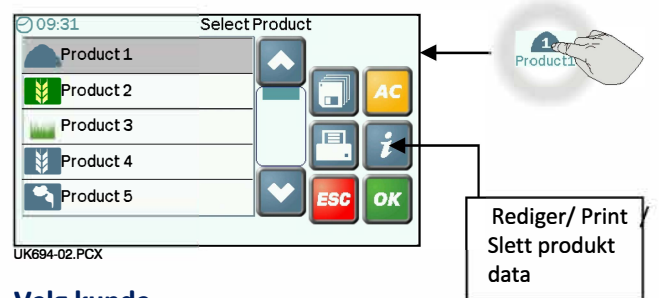 09:31 Select Product
Product 1
Product 2
Product 3
Product 4
Product 5
AC
i
ESC OK
1
Product1
UK694-02.PCX
Rediger/ Print /
Slett produkt
data
Velg kunde